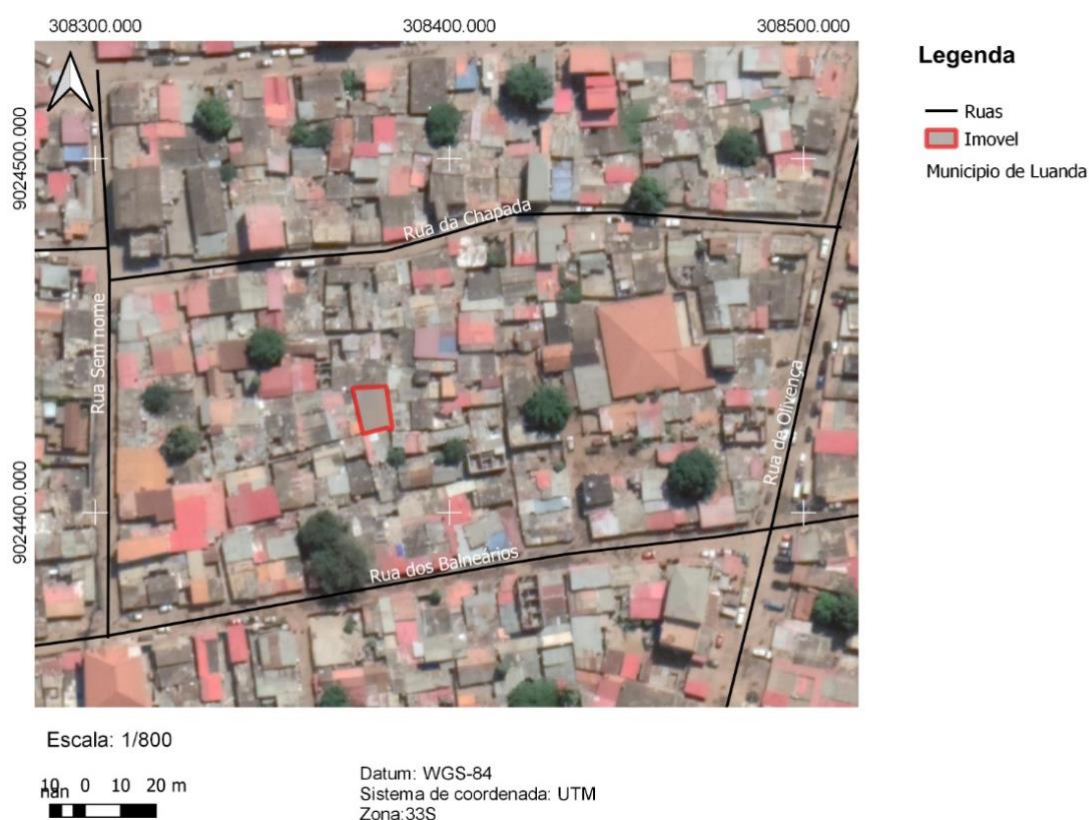 308300.000
308400.000
308500.000
9024500.000
9024400.000
Rua da Chapada
Rua Sem nome
Rua de Olivença
Rua dos Balneários
Legenda
Ruas
Imovel
Municipio de Luanda
Escala: 1/800
10 0 10 20 m
nan
Datum: WGS-84
Sistema de coordenada: UTM
Zona:33S